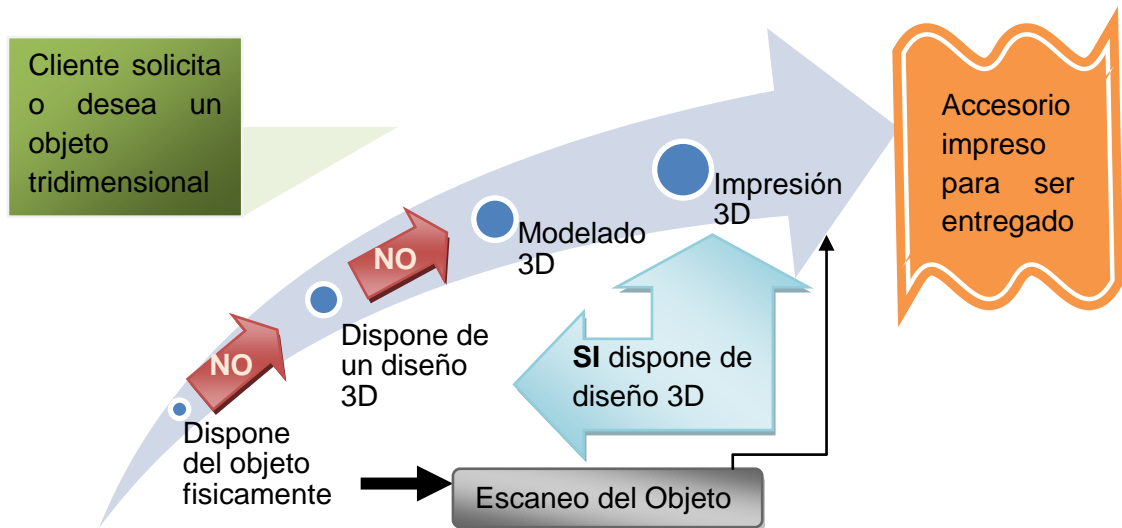 Cliente solicita
o desea un
objeto
tridimensional
Accesorio
impreso
para ser
entregado
Impresión
3D
NO
Modelado
3D
NO
Dispone de
un diseño
3D
SI dispone de
diseño 3D
Dispone
del objeto
fisicamente
Escaneo del Objeto